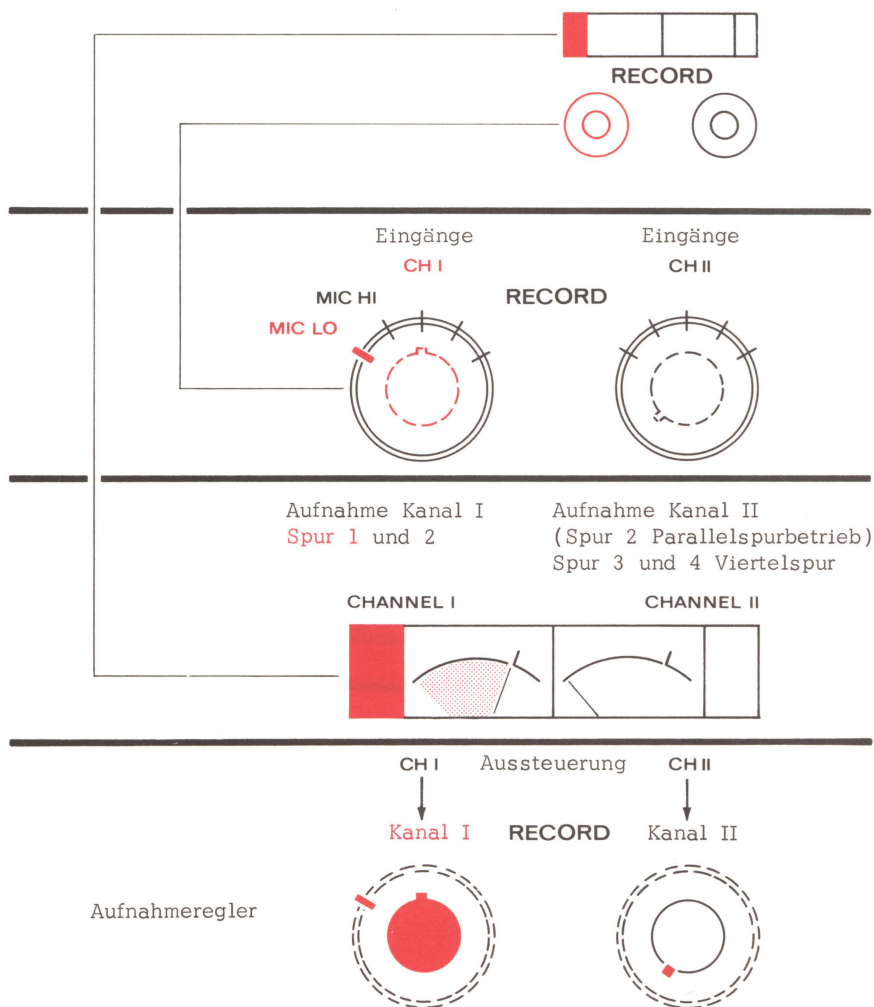 RECORD
Eingänge Eingänge
CH I CH II
MIC HI RECORD
MIC LO
Aufnahme Kanal I
Spur 1 und 2
Aufnahme Kanal II
(Spur 2 Parallelspurbetrieb)
Spur 3 und 4 Viertelspur
CHANNEL I CHANNEL II
CH I Aussteuerung CH II
Kanal I RECORD Kanal II
Aufnahmeregler